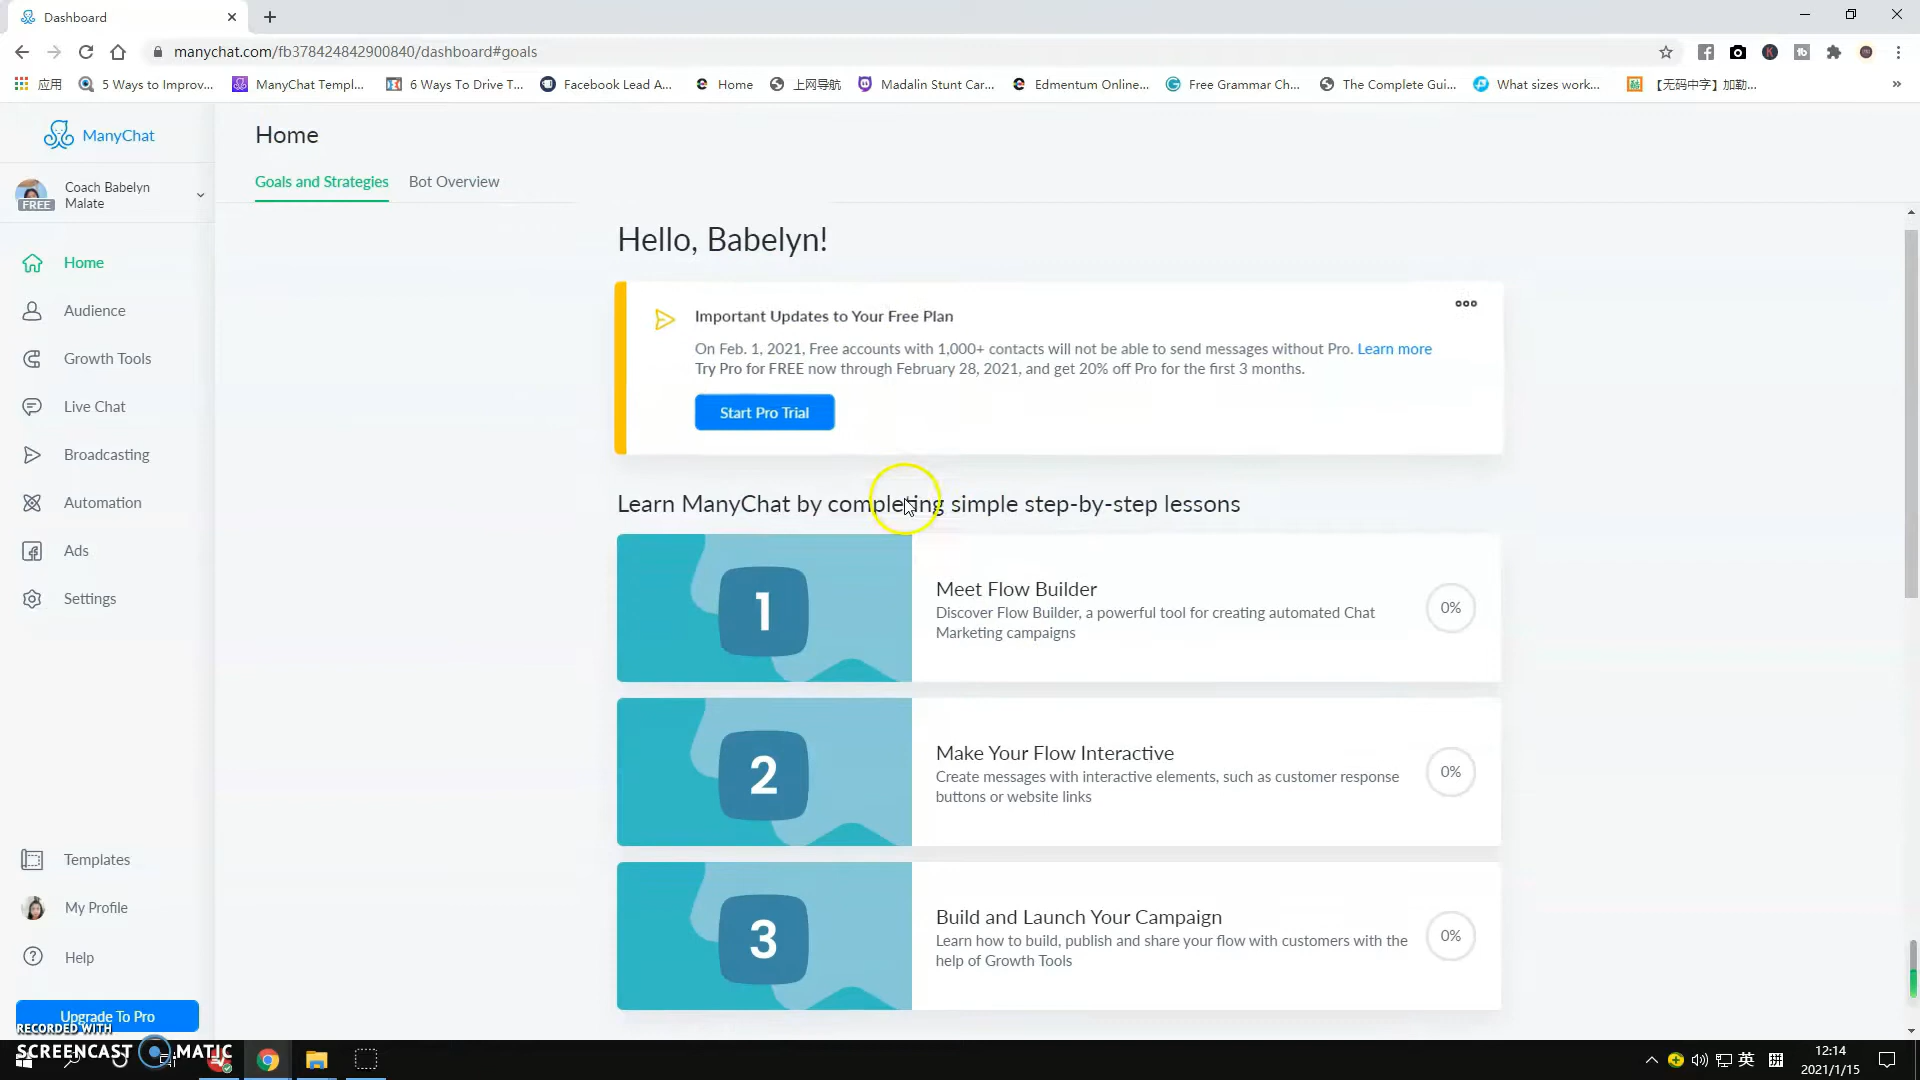 Dashboard
manychat.com/fb378424842900840/dashboard#goals
应用
5 Ways to Improv...
ManyChat Templ...
6 Ways To Drive T...
Facebook Lead A...
Home
上网导航
Madalin Stunt Car...
Edmentum Online...
Free Grammar Ch...
The Complete Gui...
What sizes work...
【无码中字】加勒...
ManyChat
Coach Babelyn
Malate
FREE
Home
Audience
Growth Tools
Live Chat
Broadcasting
Automation
Ads
Settings
Templates
My Profile
Help
Upgrade To Pro
Home
Goals and Strategies
Bot Overview
Hello, Babelyn!
Important Updates to Your Free Plan
On Feb. 1, 2021, Free accounts with 1,000+ contacts will not be able to send messages without Pro. Learn more
Try Pro for FREE now through February 28, 2021, and get 20% off Pro for the first 3 months.
Start Pro Trial
Learn ManyChat by completing simple step-by-step lessons
1
Meet Flow Builder
Discover Flow Builder, a powerful tool for creating automated Chat
Marketing campaigns
0%
2
Make Your Flow Interactive
Create messages with interactive elements, such as customer response
buttons or website links
0%
3
Build and Launch Your Campaign
Learn how to build, publish and share your flow with customers with the
help of Growth Tools
0%
RECORDED WITH
SCREENCAST MATIC
英
拼
12:14
2021/1/15